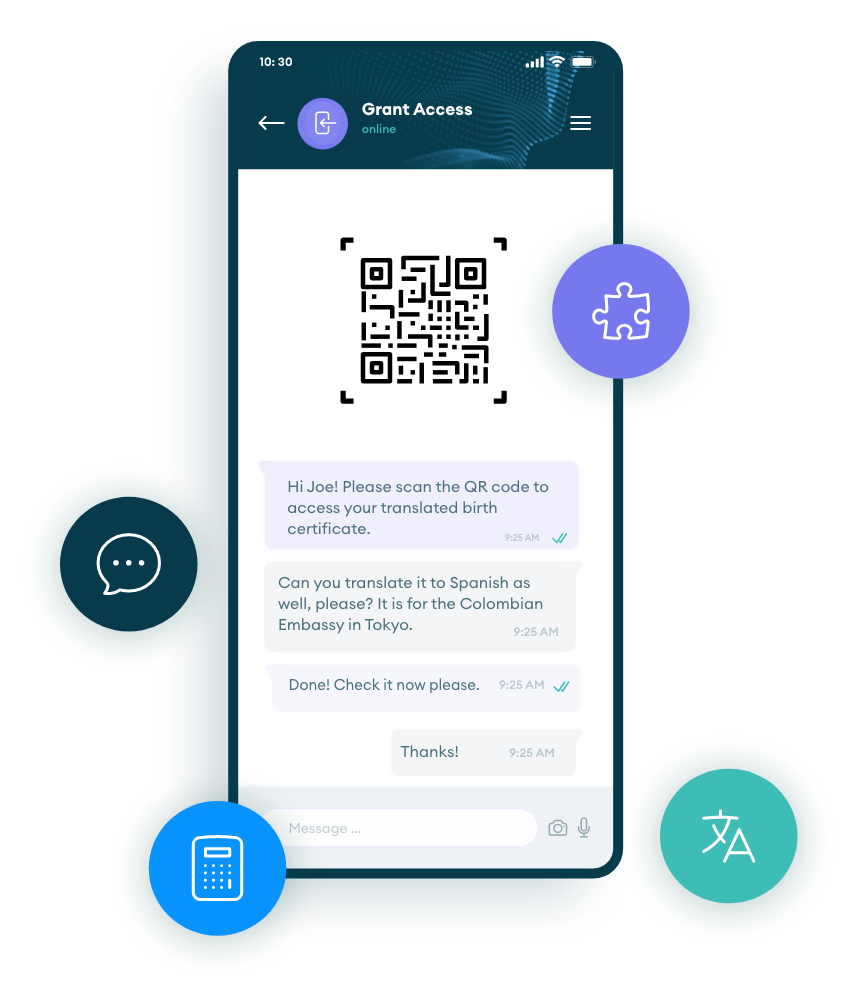 10: 30
Grant Access
online
Hi Joe! Please scan the QR code to
access your translated birth
certificate.
9:25 AM
Can you translate it to Spanish as
well, please? It is for the Colombian
Embassy in Tokyo.
9:25 AM
Done! Check it now please. 9:25 AM
Thanks! 9:25 AM
Message ...
文A